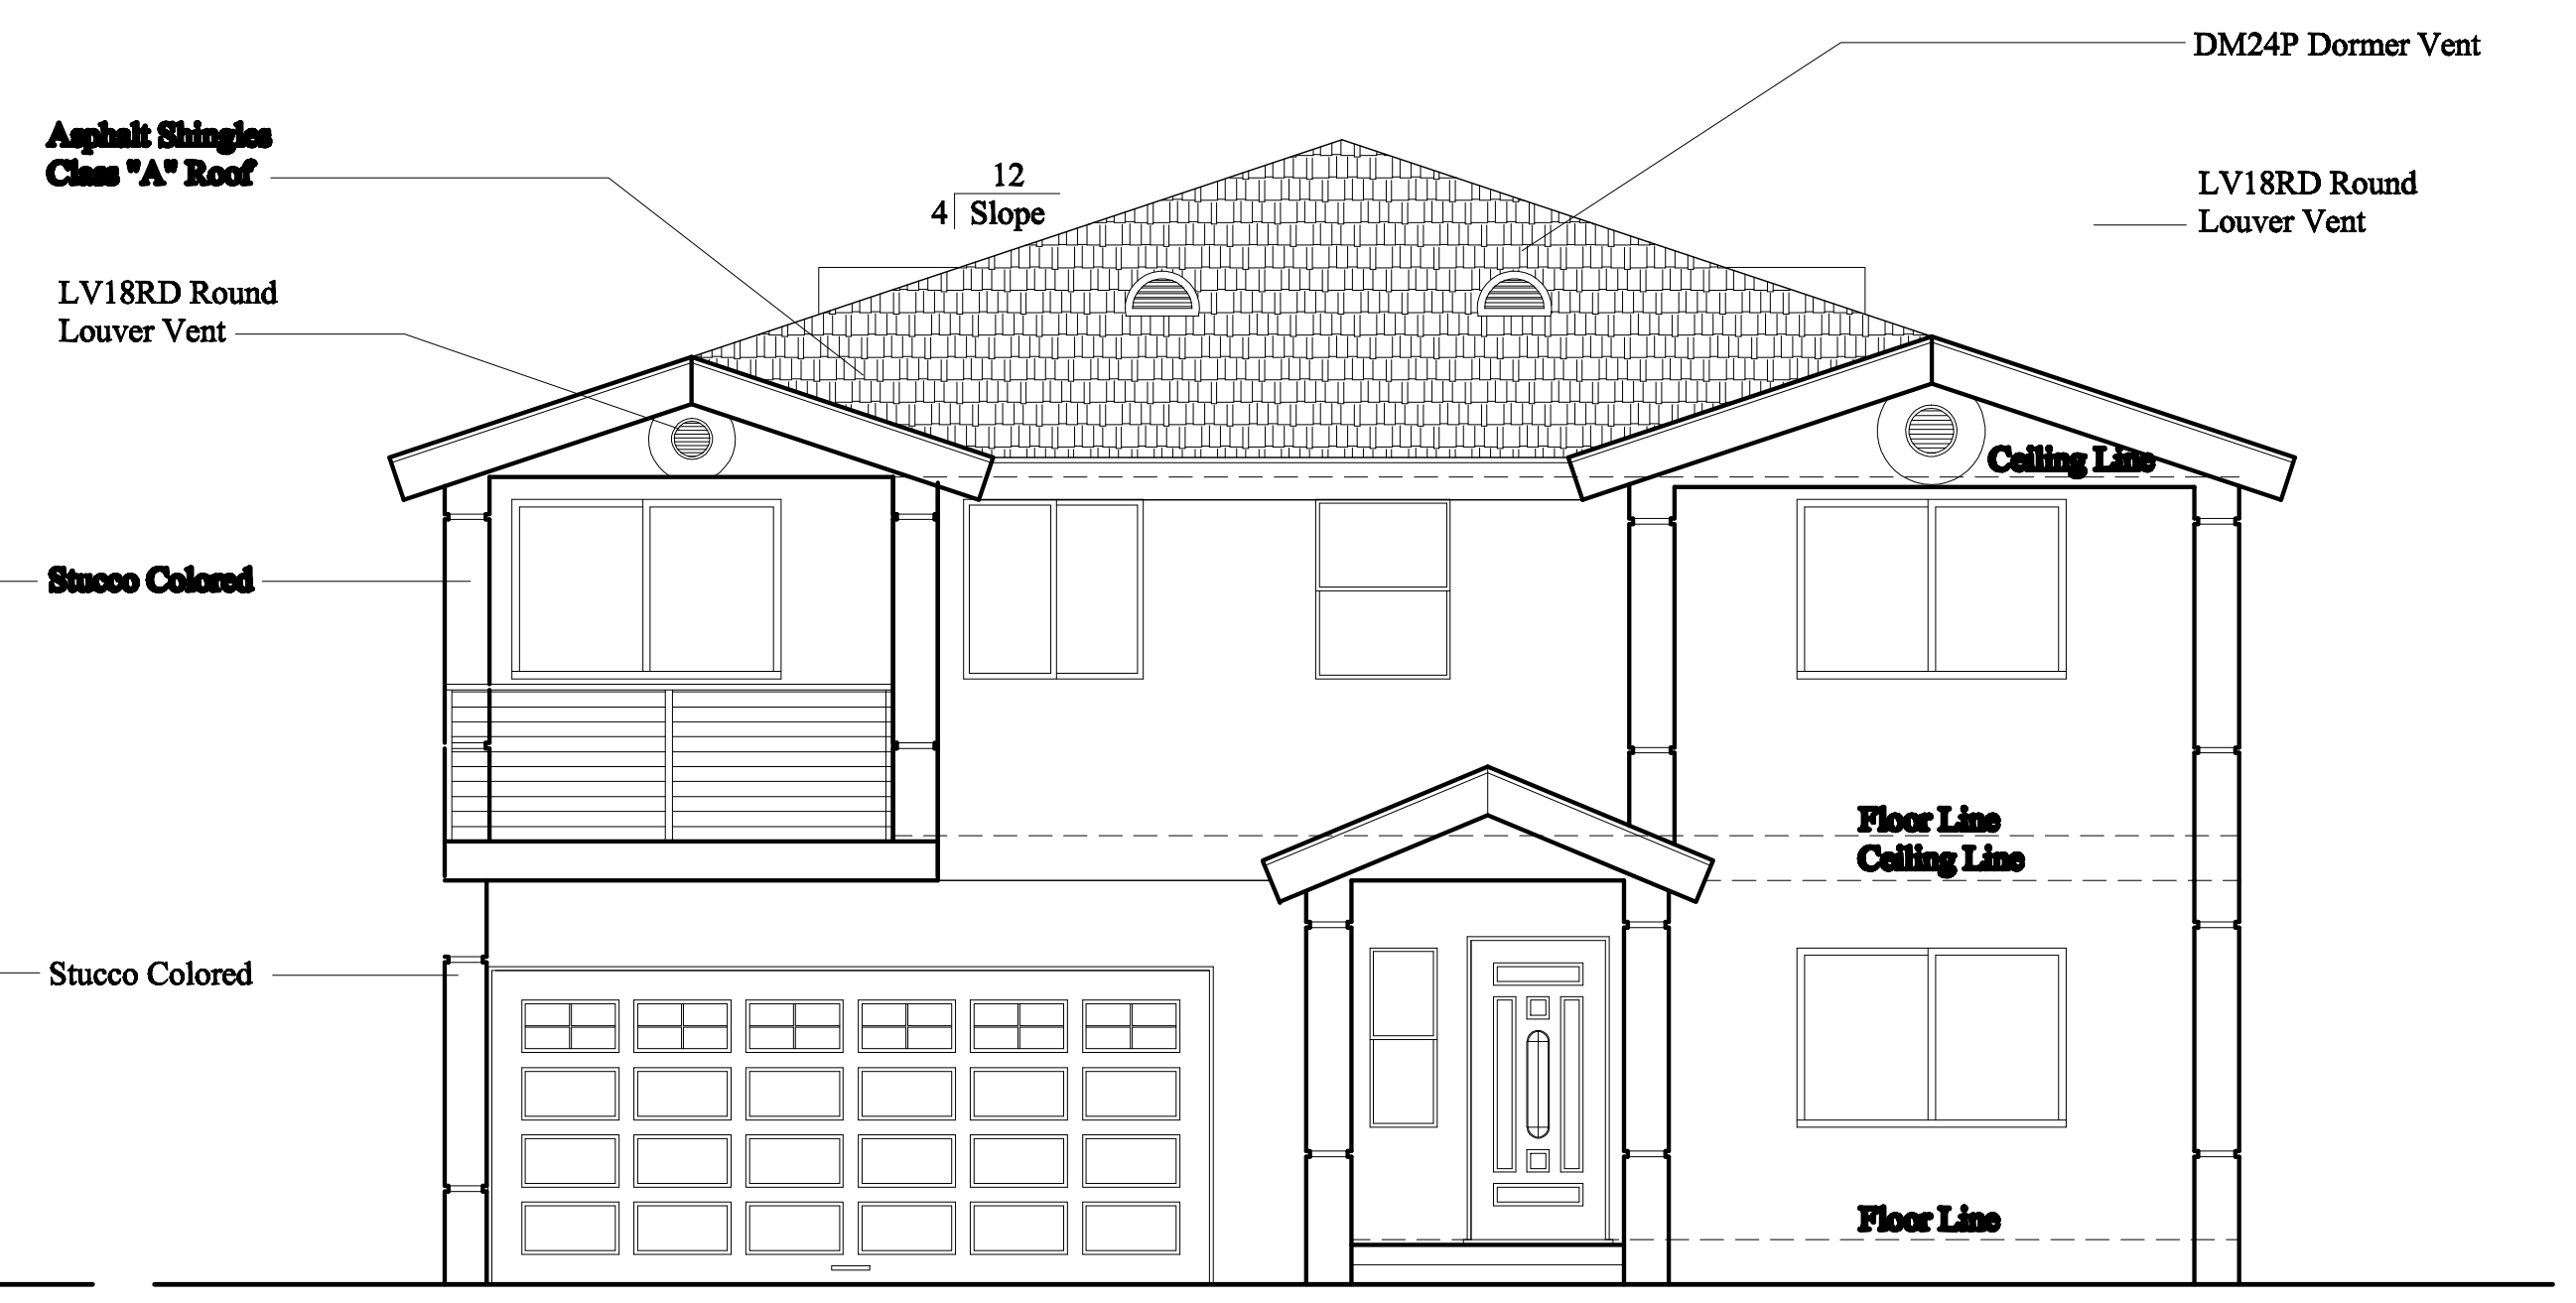 DM24P Dormer Vent
Asphalt Shingles
Class "A" Roof
12
4 Slope
LV18RD Round
Louver Vent
LV18RD Round
Louver Vent
Ceiling Line
Stucco Colored
Floor Line
Ceiling Line
Stucco Colored
Floor Line